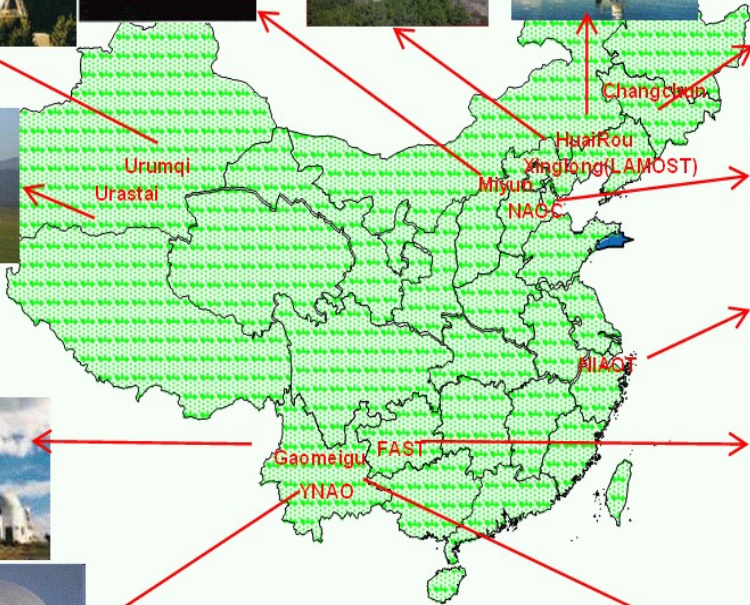 Changchun
HuaiRou
Xinglong(LAMOST)
Urumqi
Miyun
Urastai
NAOC
NIAOT
FAST
Gaomeigu
YNAO